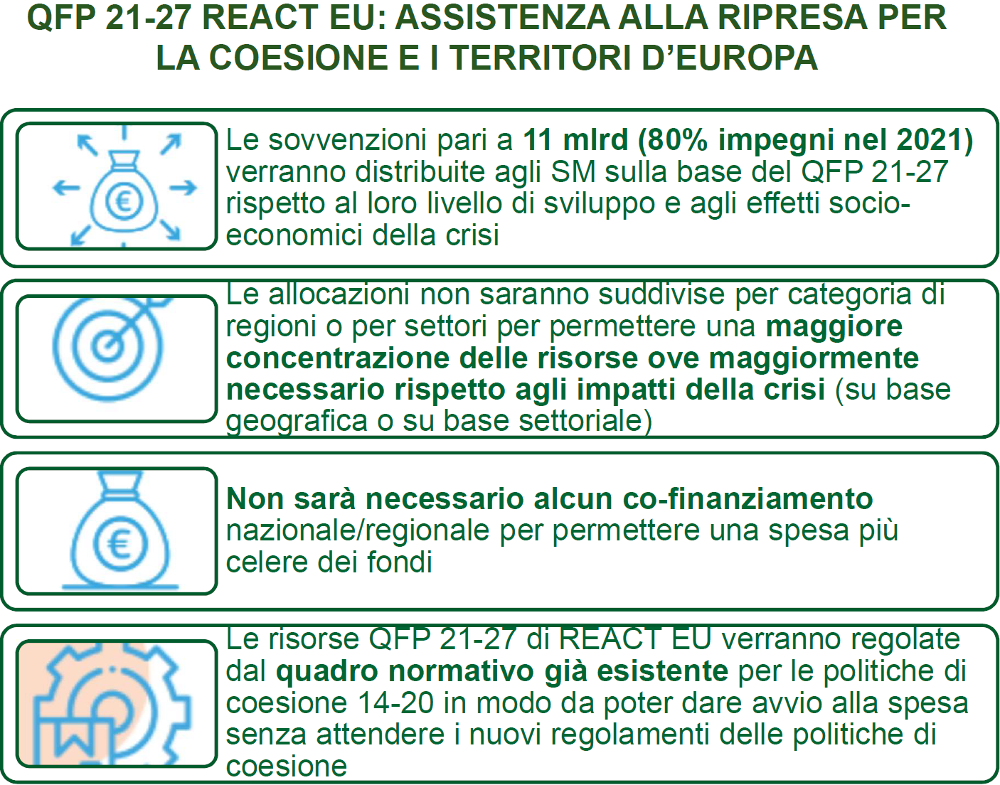 QFP 21-27 REACT EU: ASSISTENZA ALLA RIPRESA PER
LA COESIONE E I TERRITORI D’EUROPA
Le sovvenzioni pari a 11 mlrd (80% impegni nel 2021)
verranno distribuite agli SM sulla base del QFP 21-27
rispetto al loro livello di sviluppo e agli effetti socio-
economici della crisi
Le allocazioni non saranno suddivise per categoria di
regioni o per settori per permettere una maggiore
concentrazione delle risorse ove maggiormente
necessario rispetto agli impatti della crisi (su base
geografica o su base settoriale)
Non sarà necessario alcun co-finanziamento
nazionale/regionale per permettere una spesa più
celere dei fondi
Le risorse QFP 21-27 di REACT EU verranno regolate
dal quadro normativo già esistente per le politiche di
coesione 14-20 in modo da poter dare avvio alla spesa
senza attendere i nuovi regolamenti delle politiche di
coesione